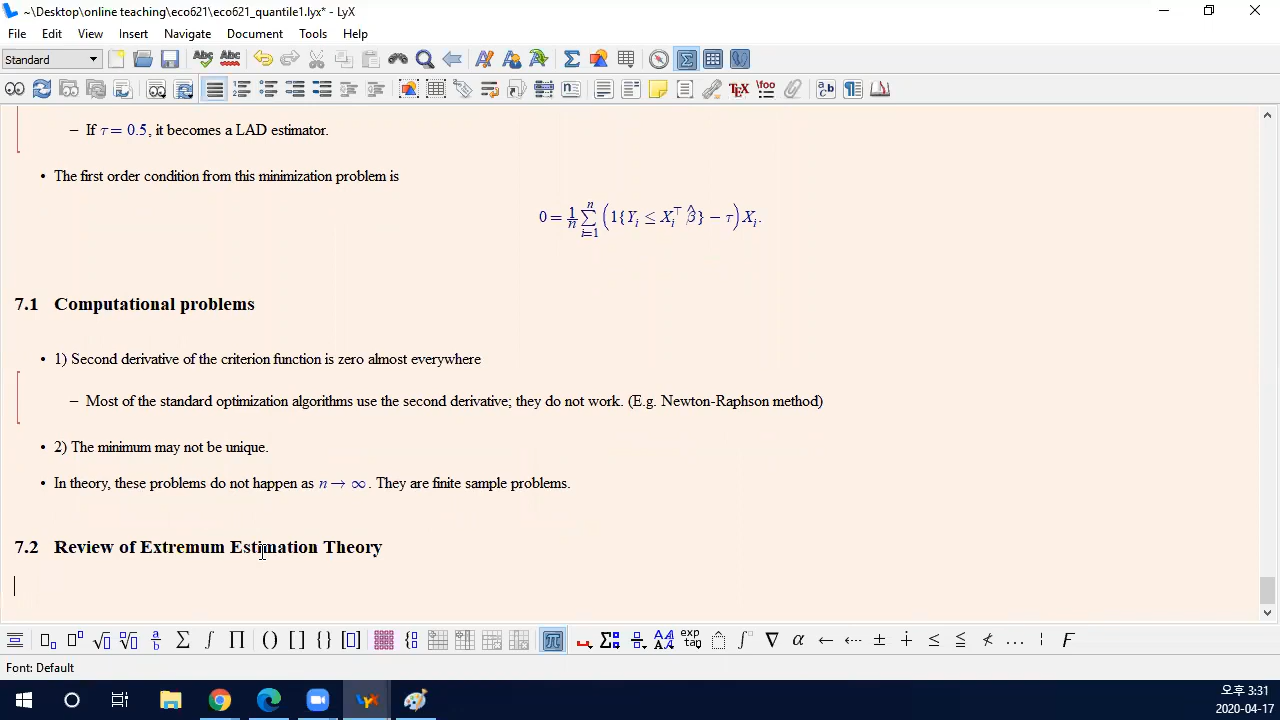 ~\Desktop\online teaching\eco621\eco621_quantile1.lyx* - LyX
File Edit View Insert Navigate Document Tools Help
Standard
TEX \foo
– If τ = 0.5, it becomes a LAD estimator.
• The first order condition from this minimization problem is
0 = 1/n ∑_{i=1}^{n} (1{Y_i ≤ X_i^⊤ β̂} − τ) X_i.
7.1 Computational problems
• 1) Second derivative of the criterion function is zero almost everywhere
– Most of the standard optimization algorithms use the second derivative; they do not work. (E.g. Newton-Raphson method)
• 2) The minimum may not be unique.
• In theory, these problems do not happen as n → ∞. They are finite sample problems.
7.2 Review of Extremum Estimation Theory
Font: Default
오후 3:31
2020-04-17